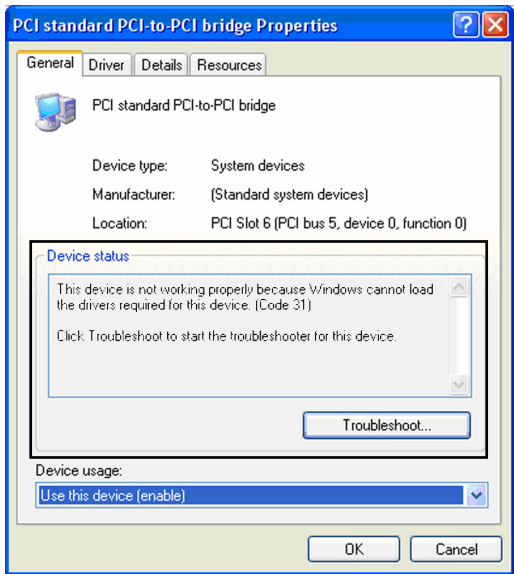 PCI standard PCI-to-PCI bridge Properties
General Driver Details Resources
PCI standard PCI-to-PCI bridge
Device type: System devices
Manufacturer: (Standard system devices)
Location: PCI Slot 6 (PCI bus 5, device 0, function 0)
Device status
This device is not working properly because Windows cannot load
the drivers required for this device. (Code 31)
Click Troubleshoot to start the troubleshooter for this device.
Troubleshoot...
Device usage:
Use this device (enable)
OK Cancel